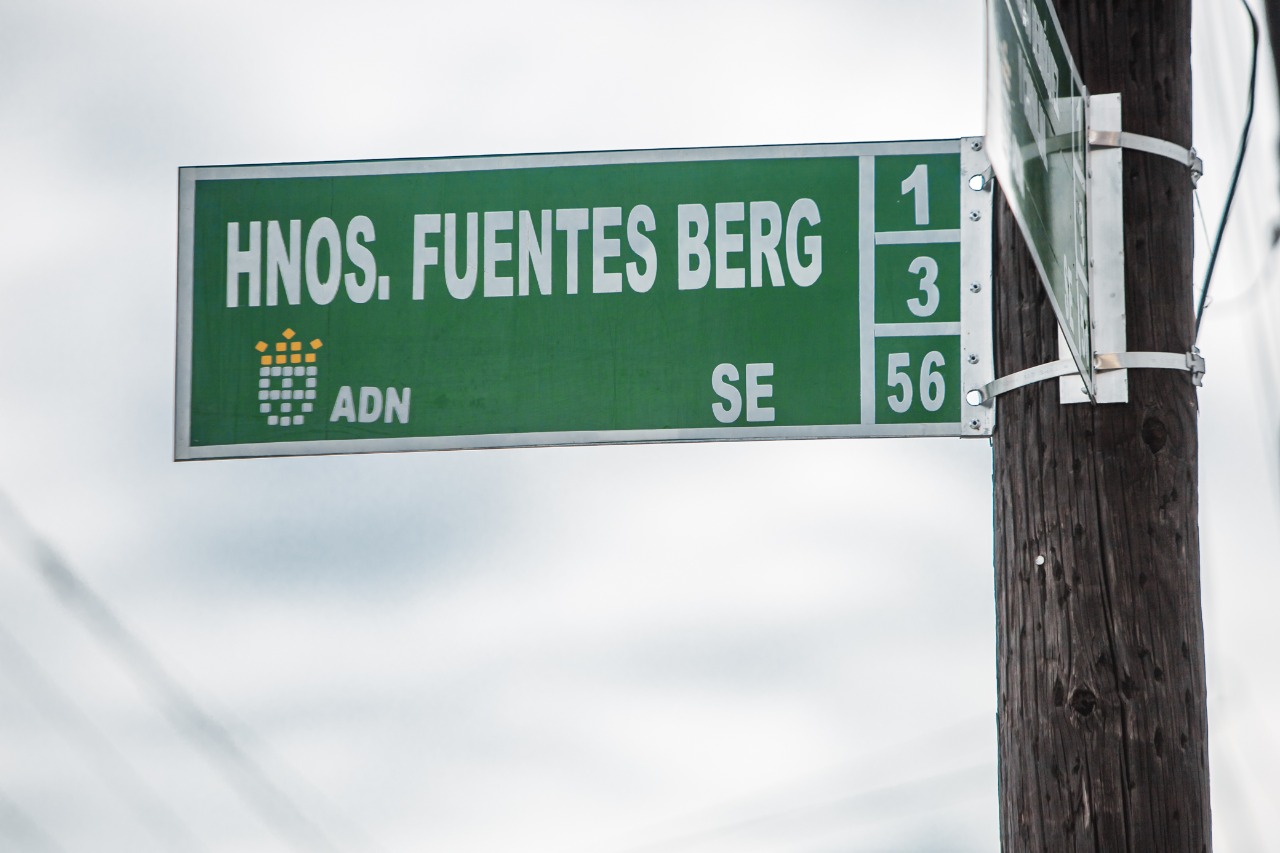 HNOS. FUENTES BERG
ADN
SE
1
3
56